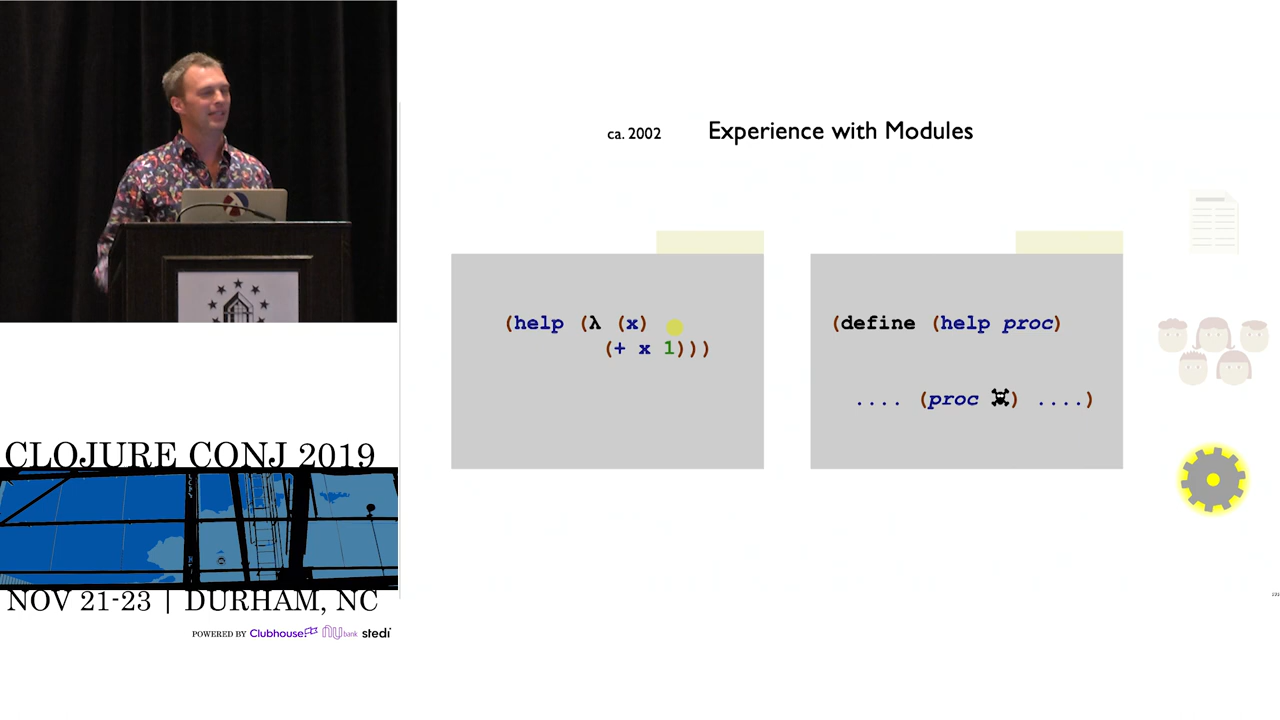 ca. 2002 Experience with Modules
(help (λ (x)
(+ x 1)))
(define (help proc)
.... (proc ☠) ....)
CLOJURE CONJ 2019
NOV 21-23 | DURHAM, NC
POWERED BY Clubhouse nu bank stedi